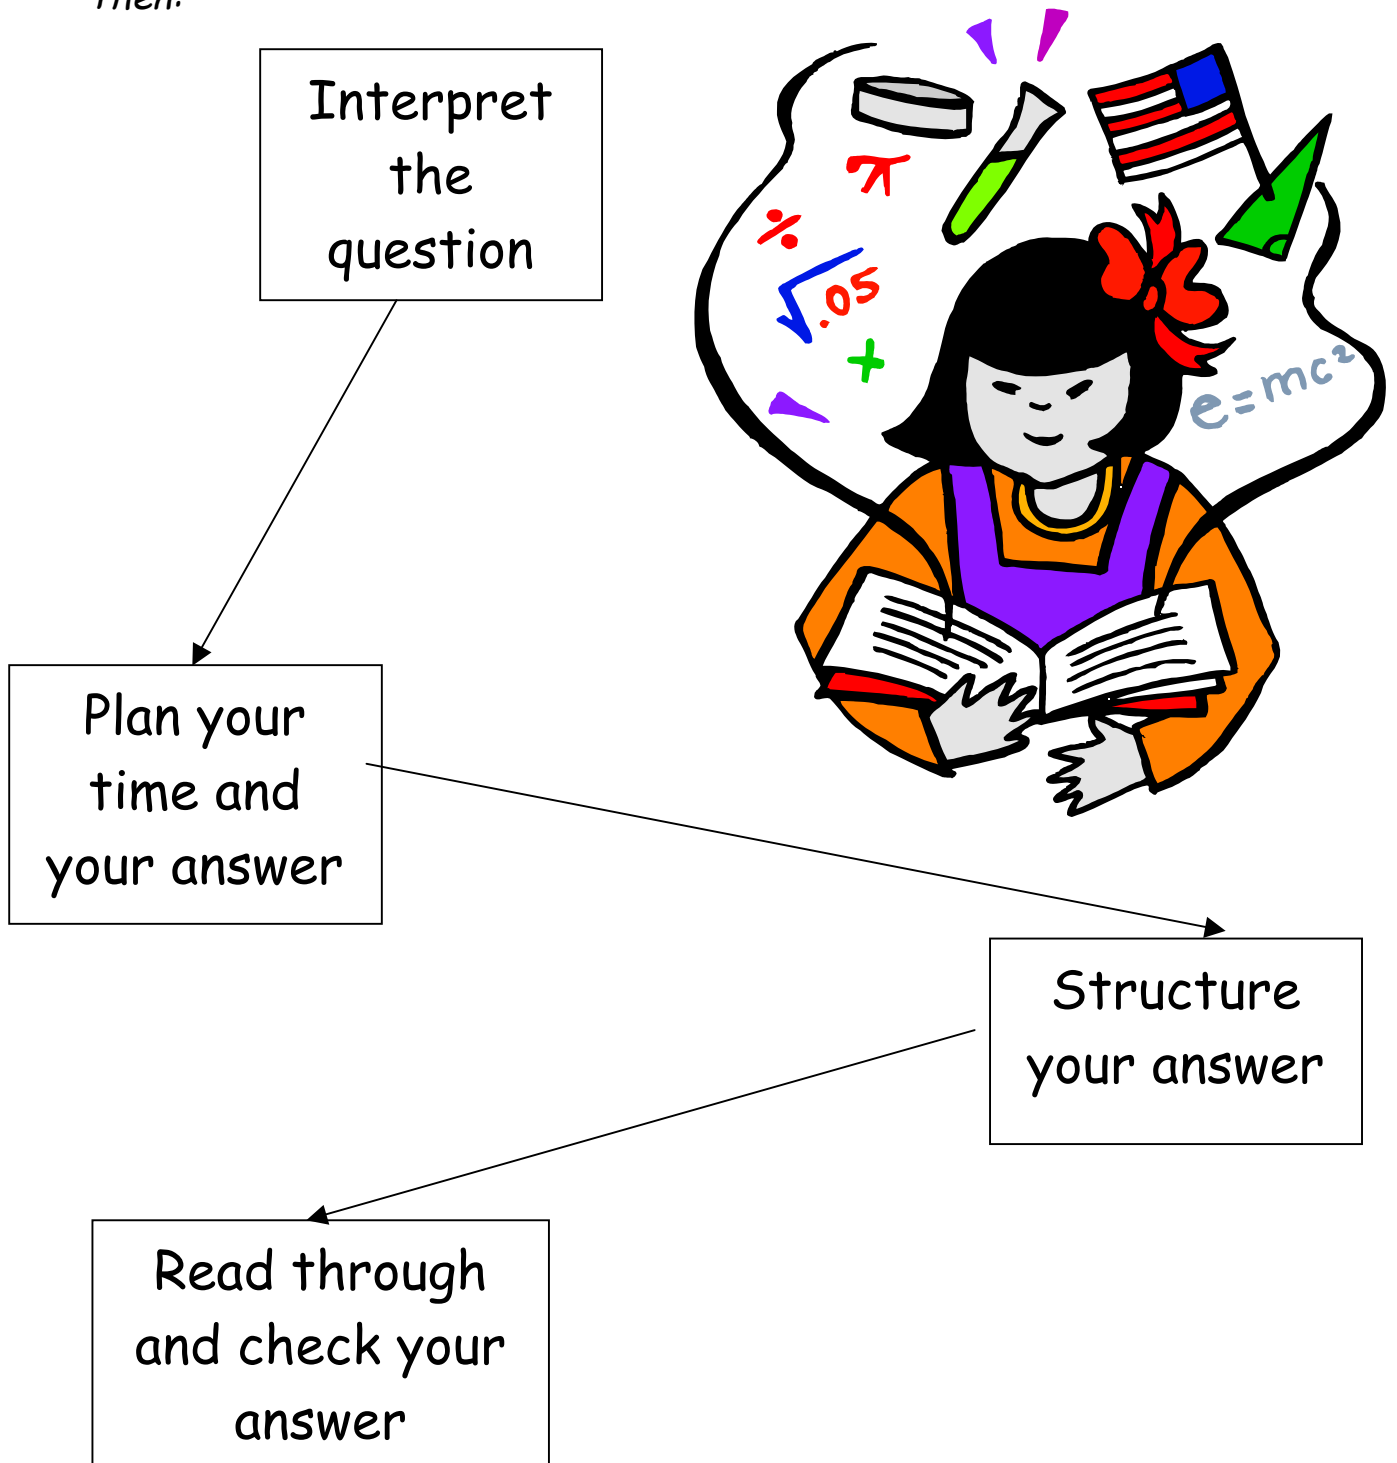 Then:
Interpret
the
question
π
÷
√.05
+
e=mc²
Plan your
time and
your answer
Structure
your answer
Read through
and check your
answer